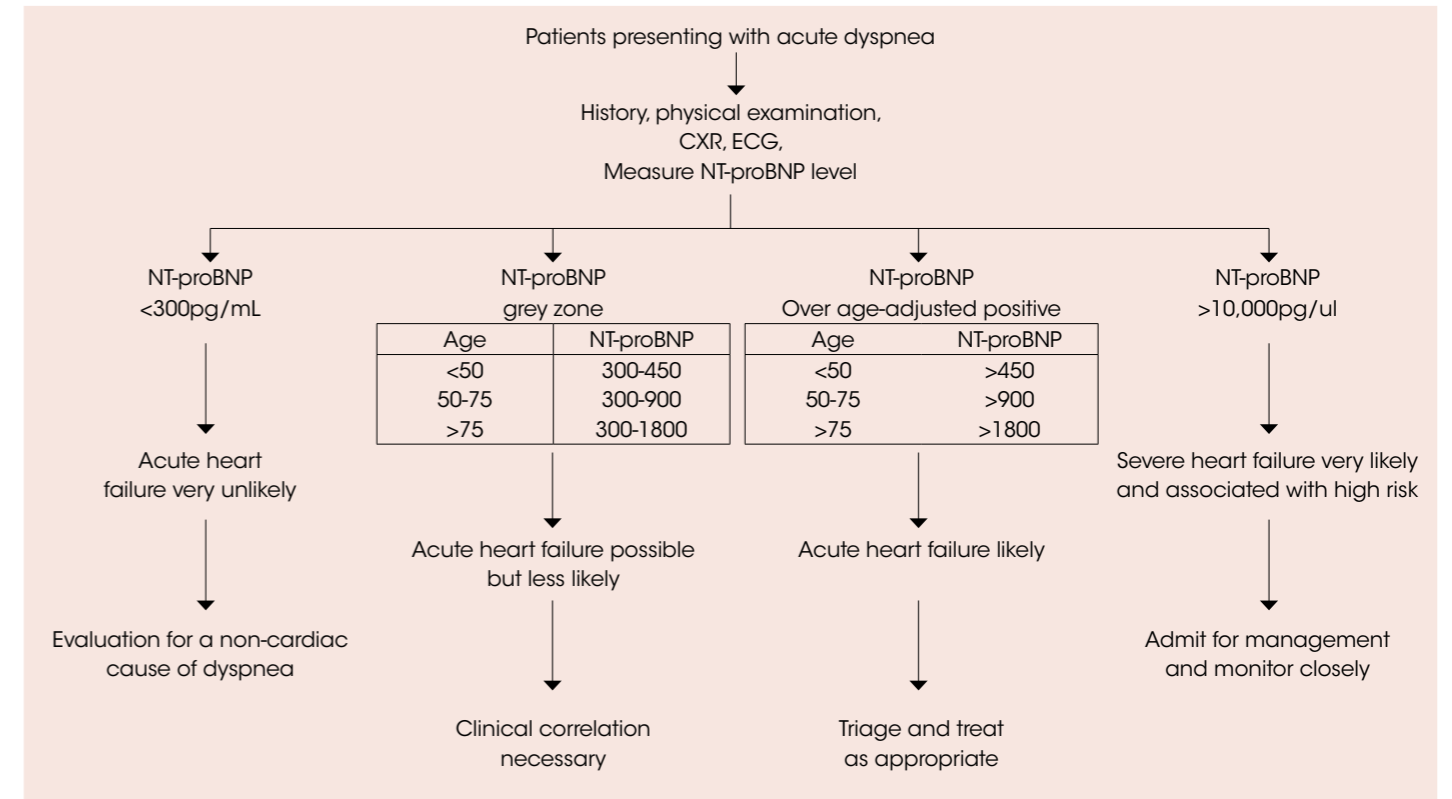 Patients presenting with acute dyspnea
History, physical examination,
CXR, ECG,
Measure NT-proBNP level
NT-proBNP
<300pg/mL
Acute heart
failure very unlikely
Evaluation for a non-cardiac
cause of dyspnea
NT-proBNP
grey zone
Age NT-proBNP
<50 300-450
50-75 300-900
>75 300-1800
Acute heart failure possible
but less likely
Clinical correlation
necessary
NT-proBNP
Over age-adjusted positive
Age NT-proBNP
<50 >450
50-75 >900
>75 >1800
Acute heart failure likely
Triage and treat
as appropriate
NT-proBNP
>10,000pg/ul
Severe heart failure very likely
and associated with high risk
Admit for management
and monitor closely